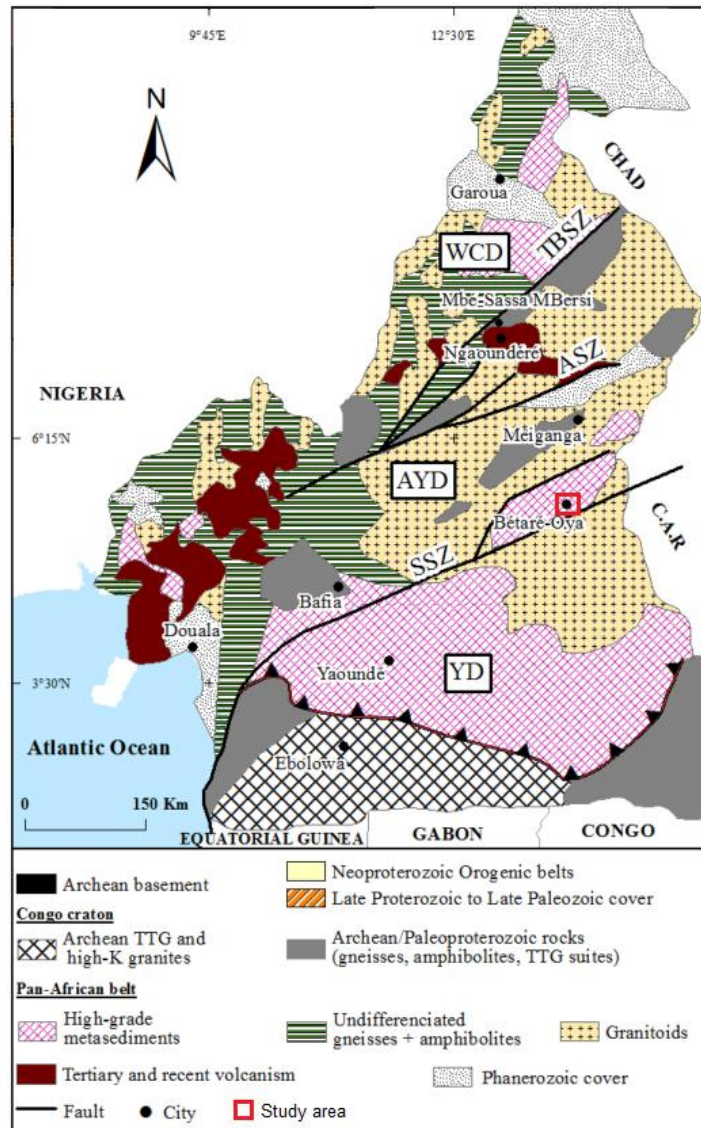 9°45'E
12°30'E
N
CHAD
Garoua
WCD
TBSZ
Mbe-Sassa MBersi
Ngaoundéré
ASZ
NIGERIA
6°15'N
Méiganga
AYD
C.A.R
Bétaré-Oya
SSZ
Bafia
Douala
Yaoundé
YD
3°30'N
Atlantic Ocean
Ebolowa
0 150 Km
EQUATORIAL GUINEA GABON CONGO
Archean basement
Neoproterozoic Orogenic belts
Late Proterozoic to Late Paleozoic cover
Congo craton
Archean TTG and
high-K granites
Archean/Paleoproterozoic rocks
(gneisses, amphibolites, TTG suites)
Pan-African belt
High-grade
metasediments
Undifferenciated
gneisses + amphibolites
Granitoids
Tertiary and recent volcanism
Phanerozoic cover
Fault
City
Study area